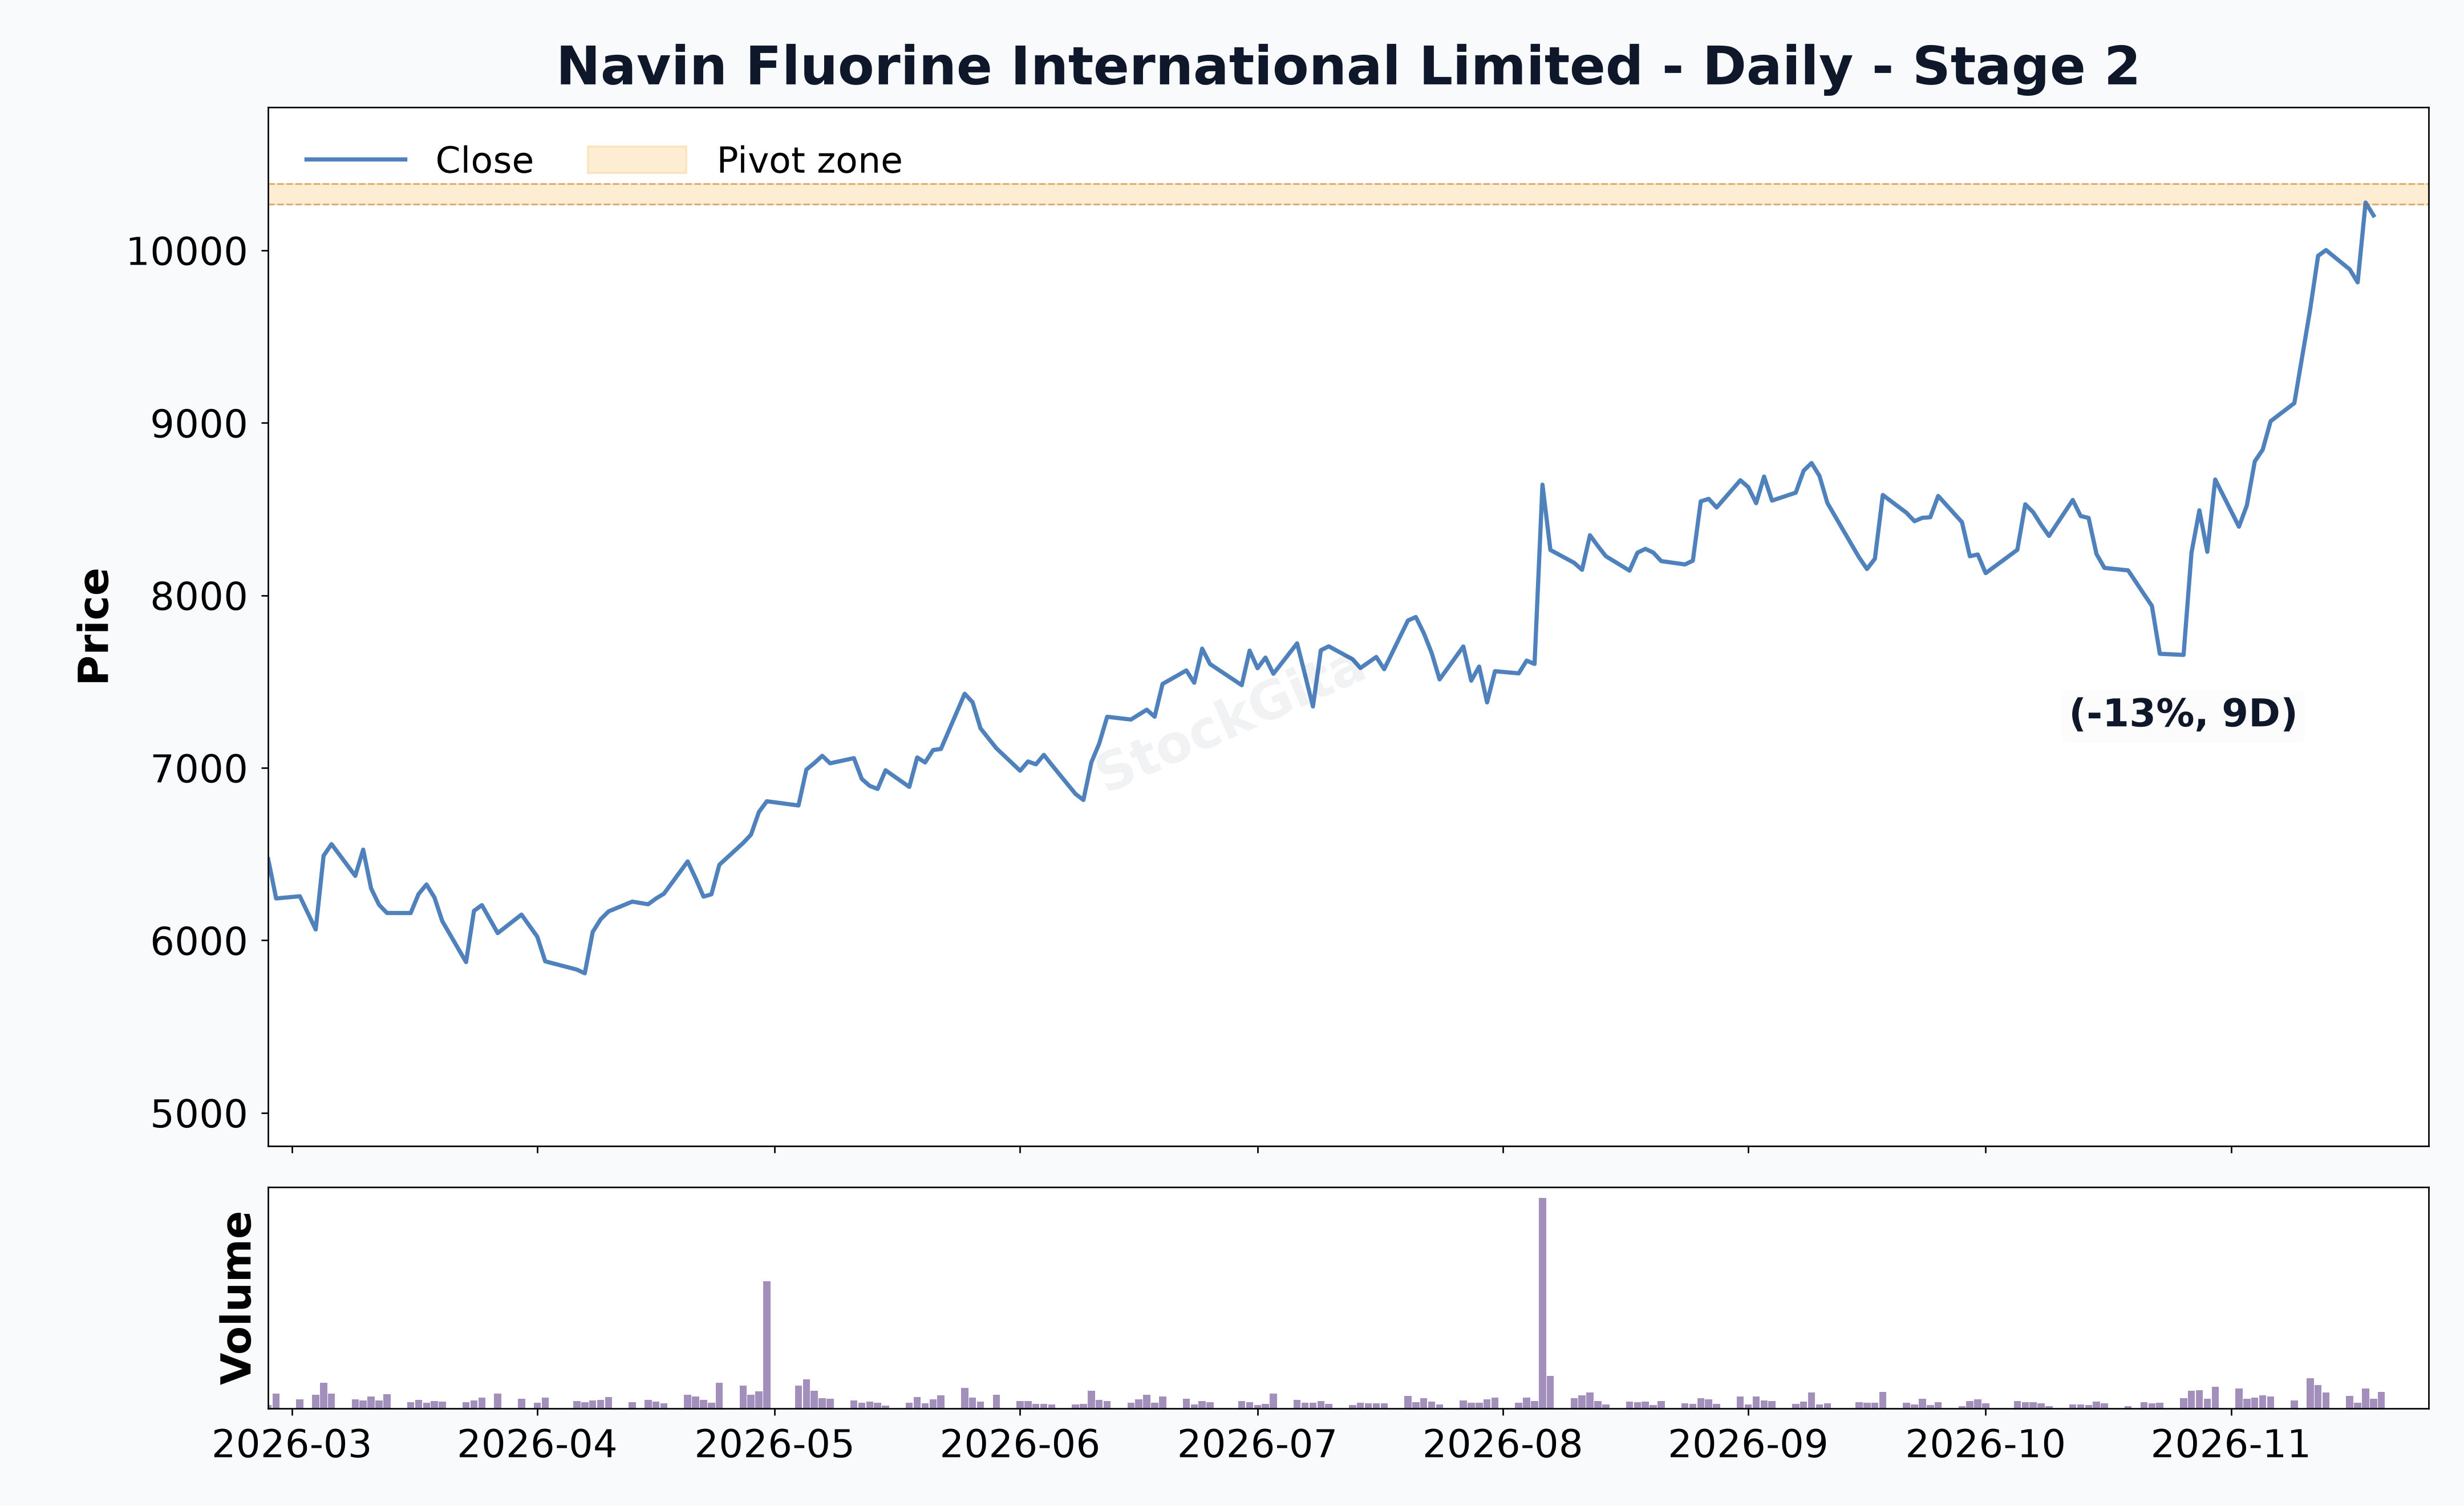 Navin Fluorine International Limited - Daily - Stage 2
Close
Pivot zone
10000
9000
8000
7000
6000
5000
Price
StockGita
(-13%, 9D)
Volume
2026-03
2026-04
2026-05
2026-06
2026-07
2026-08
2026-09
2026-10
2026-11